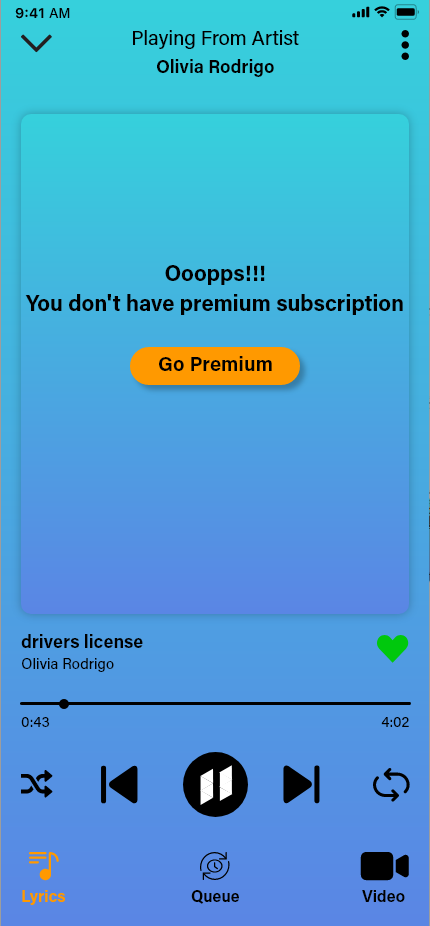 9:41 AM
Playing From Artist
Olivia Rodrigo
Ooopps!!!
You don't have premium subscription
Go Premium
drivers license
Olivia Rodrigo
0:43
4:02
Lyrics
Queue
Video